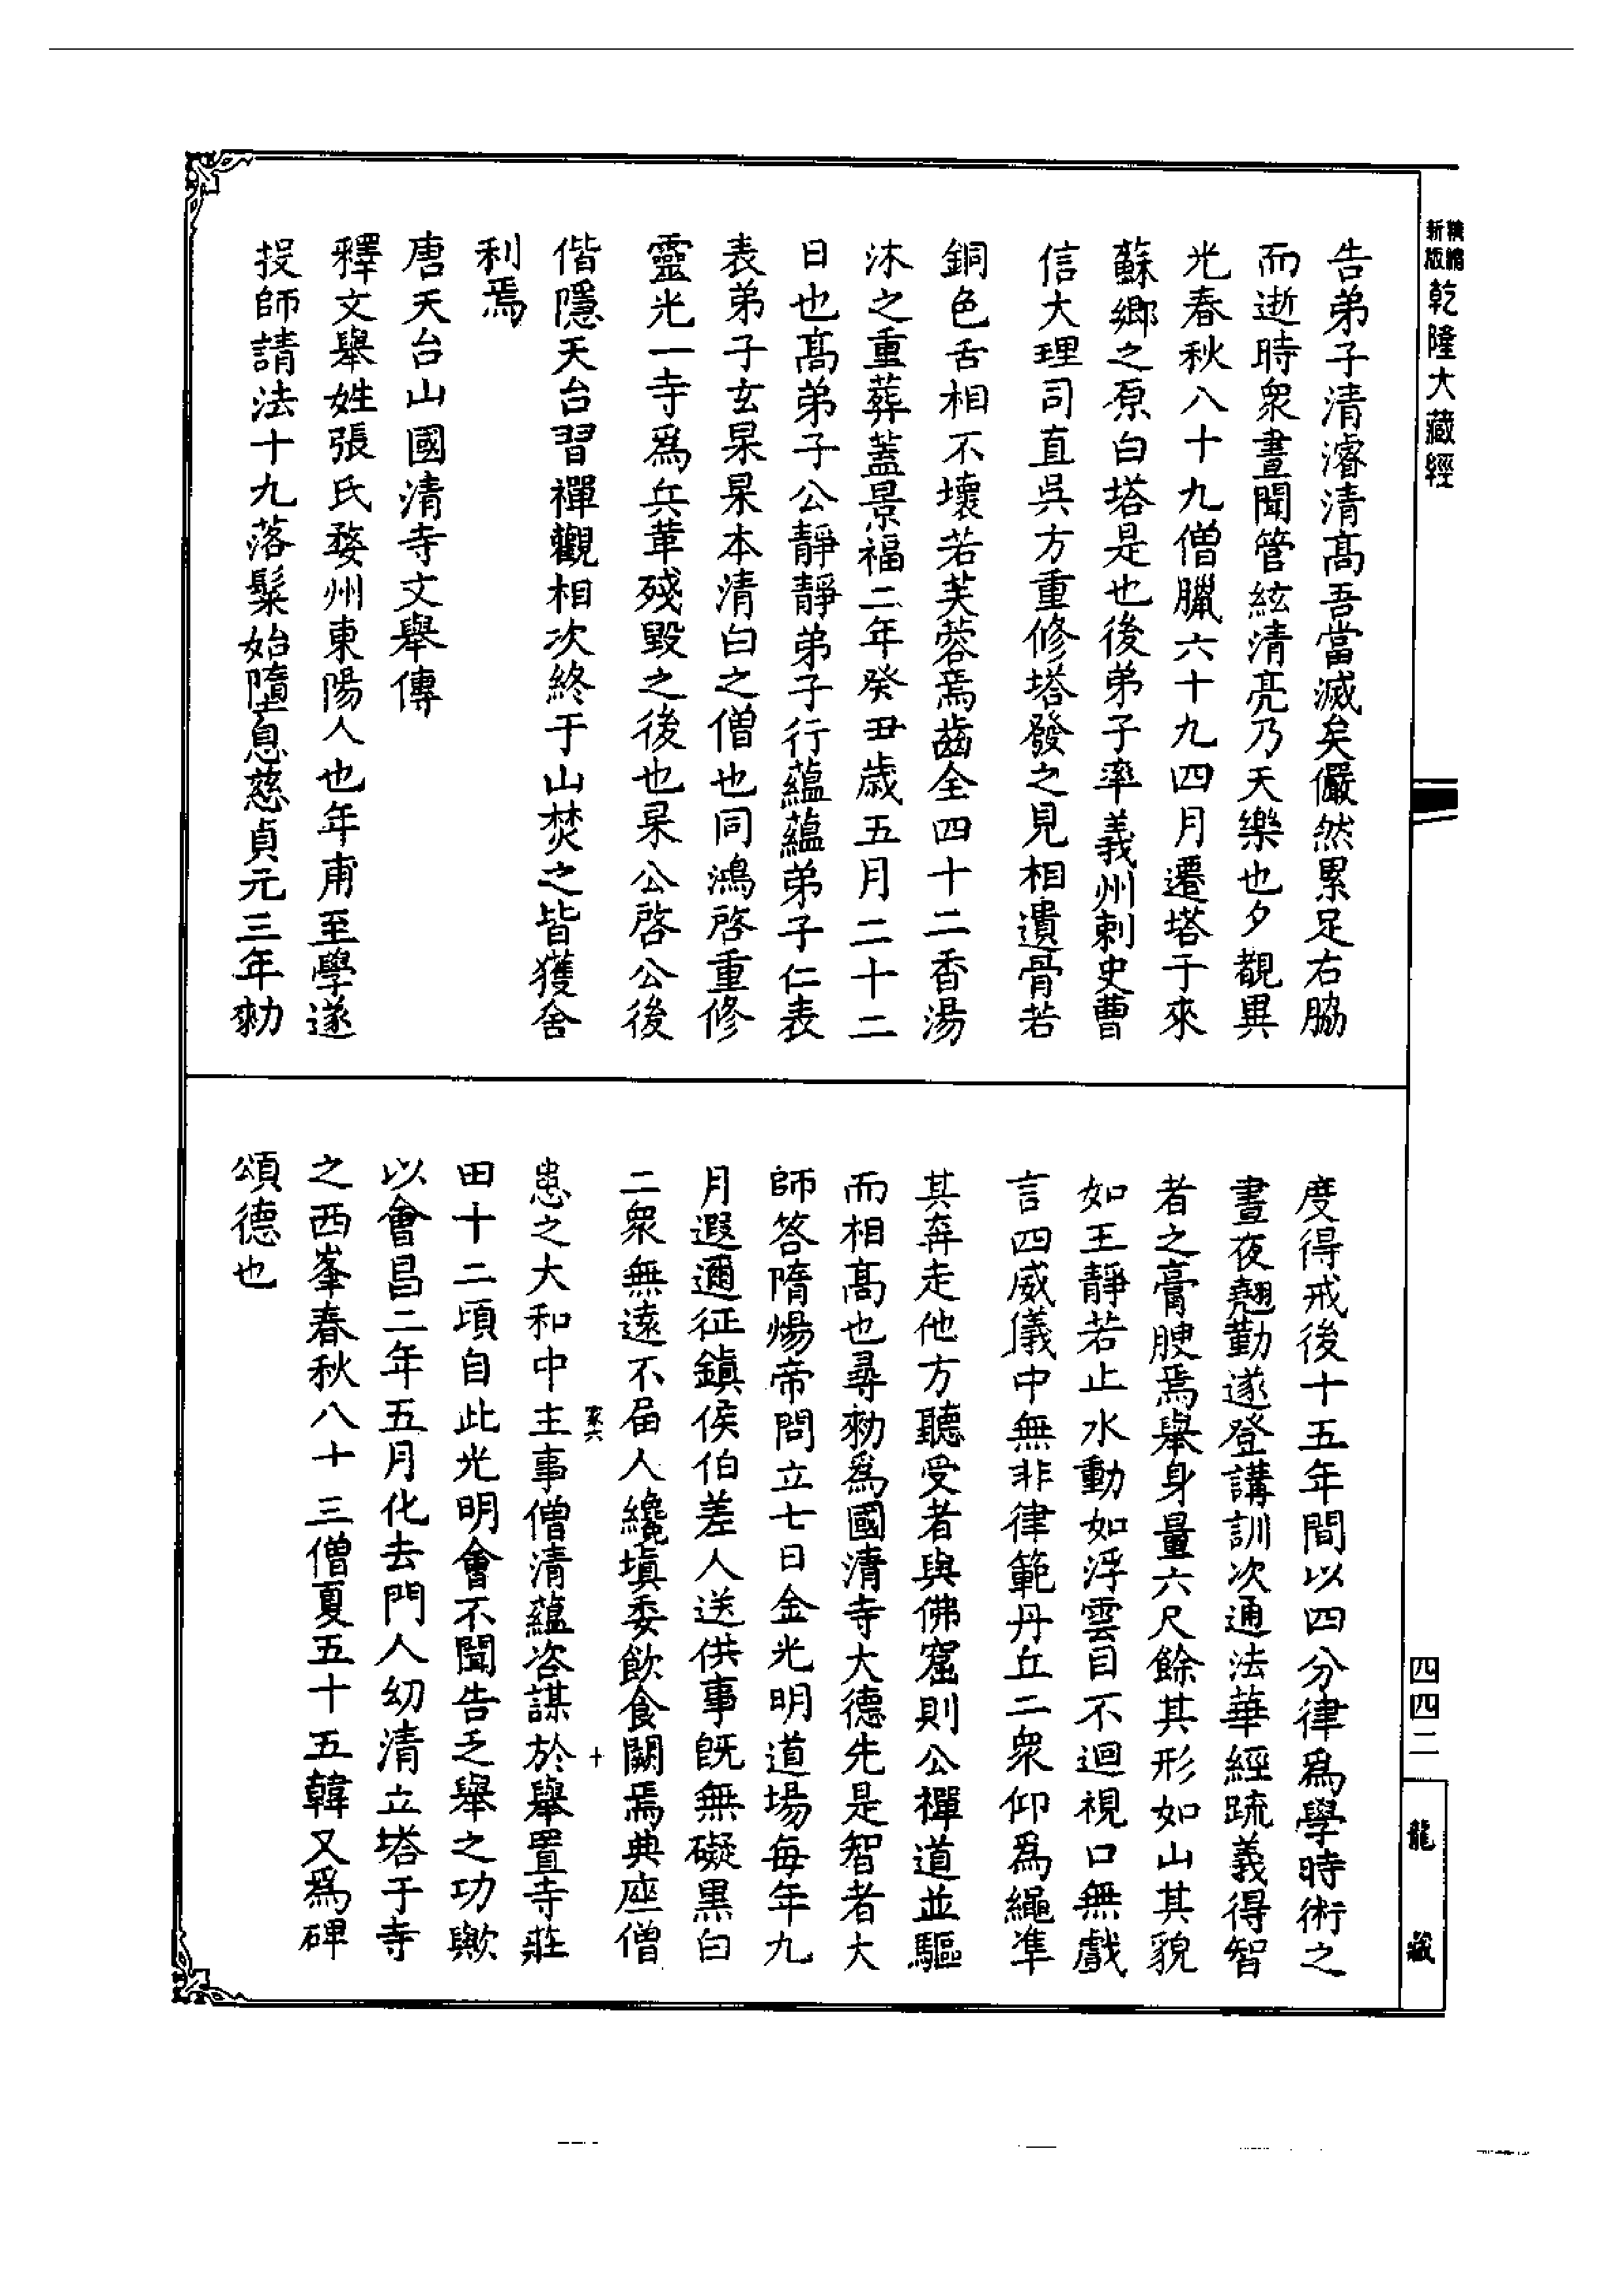 新版精縮乾隆大藏經
告弟子清濬清髙吾當滅矣儼然累足右脇
而逝時衆晝聞管絃清亮乃天樂也夕覩異
光春秋八十九僧臘六十九四月遷塔于來
蘇鄉之原白塔是也後弟子率義州剌史曹
信大理司直吳方重修塔發之見相遺骨若
銅色舌相不壞若芙蓉焉齒全四十二香湯
沐之重葬蓋景福二年癸丑歳五月二十二
日也髙弟子公靜靜弟子行蘊蘊弟子仁表
表弟子玄杲杲本清白之僧也同鴻啓重修
靈光一寺爲兵革殘毀之後也杲公啓公後
偕隱天台習禪觀相次終于山焚之皆獲舍
利焉
唐天台山國清寺文舉傳
釋文舉姓張氏婺州東陽人也年甫至學遂
投師請法十九落髮始墮息慈貞元三年勑
度得戒後十五年間以四分律爲學時術之
晝夜翹勤遂登講訓次通法華經疏義得智
者之膏腴焉舉身量六尺餘其形如山其貌
如王靜若止水動如浮雲目不迴視口無戲
言四威儀中無非律範丹丘二衆仰爲繩準
其奔走他方聽受者與佛窟則公禪道並驅
而相髙也尋勑爲國清寺大德先是智者大
師答隋煬帝問立七日金光明道場每年九
月遐邇征鎮侯伯差人送供事既無礙黒白
二衆無遠不届人纔塡委飲食闕焉典座僧
患之大和中主事僧清蘊咨謀於舉置寺莊
田十二頃自此光明會不聞告乏舉之功歟
以會昌二年五月化去門人幼清立塔于寺
之西峯春秋八十三僧夏五十五韓乂爲碑
頌德也
十
四四二
龍藏